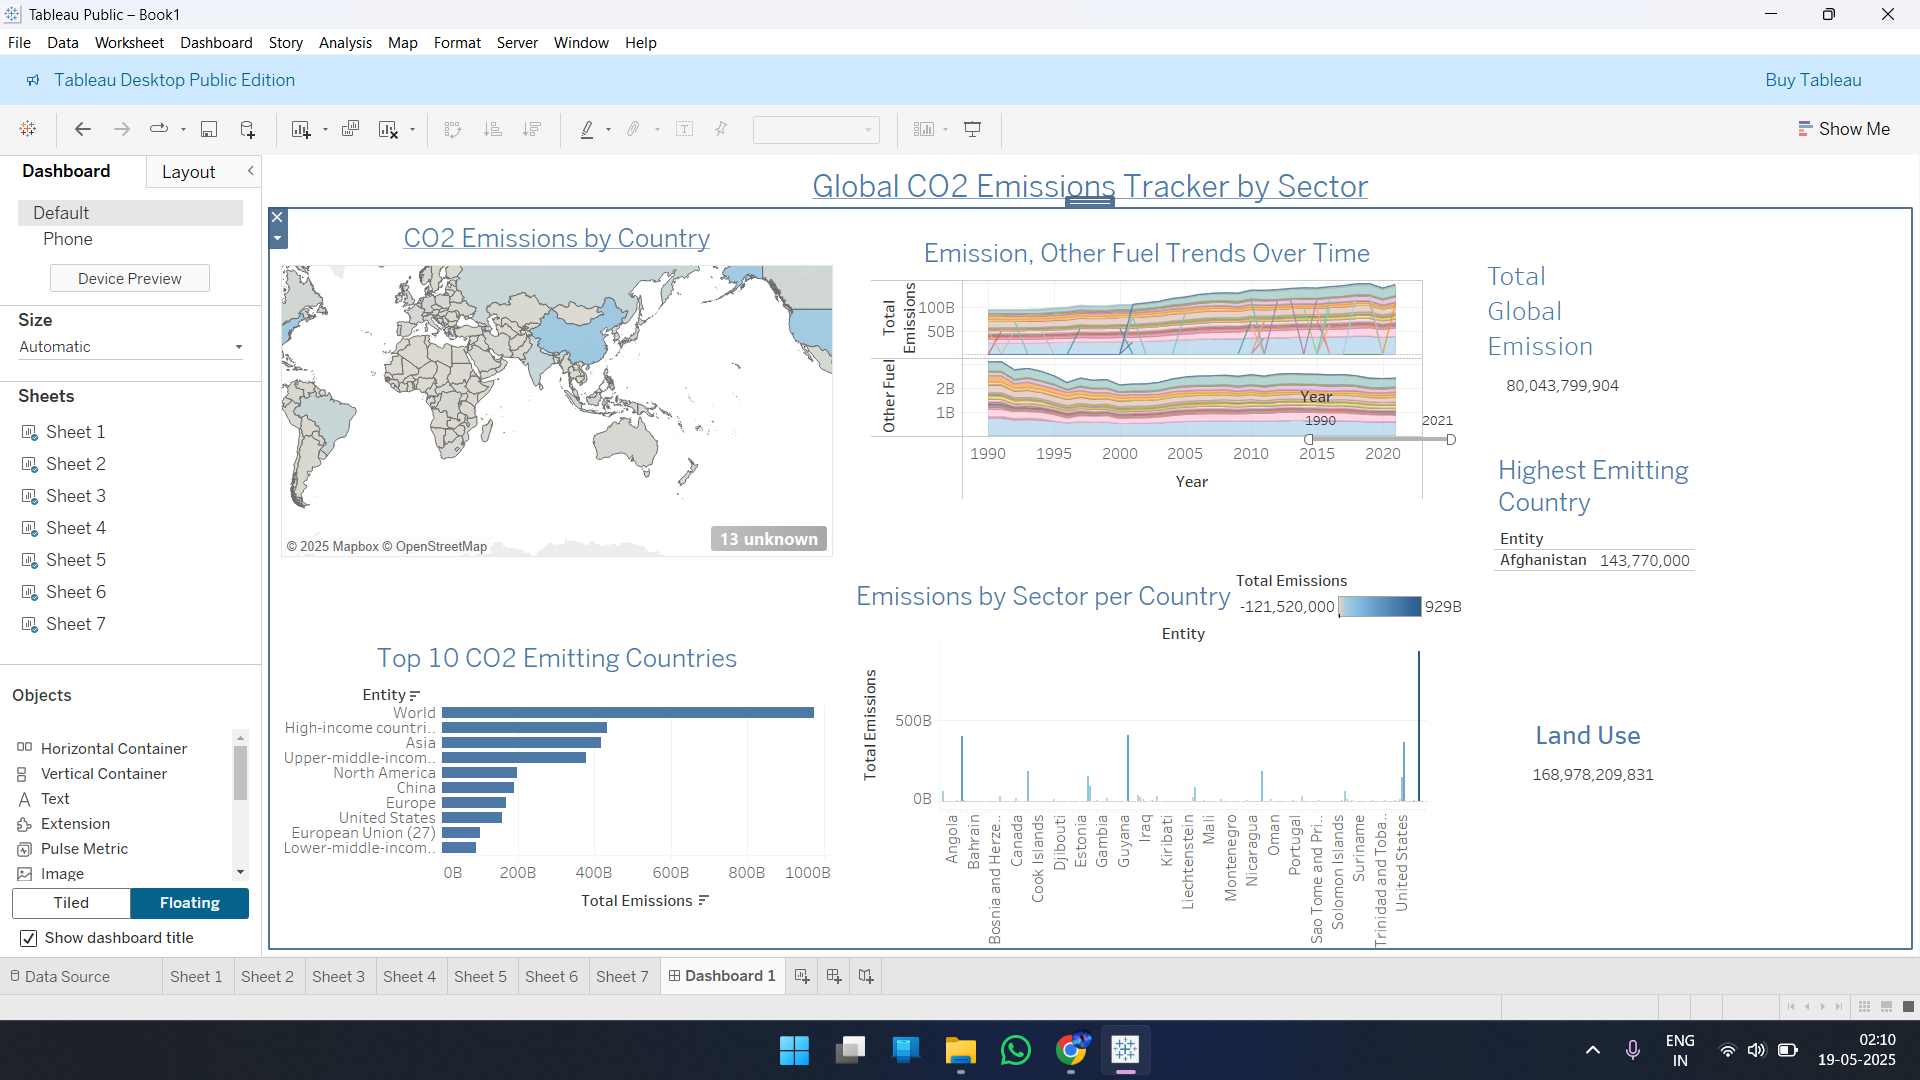 Tableau Public – Book1
File Data Worksheet Dashboard Story Analysis Map Format Server Window Help
Tableau Desktop Public Edition
Buy Tableau
Show Me
Dashboard
Layout
Default
Phone
Device Preview
Size
Automatic
Sheets
Sheet 1
Sheet 2
Sheet 3
Sheet 4
Sheet 5
Sheet 6
Sheet 7
Objects
Horizontal Container
Vertical Container
Text
Extension
Pulse Metric
Image
Tiled
Floating
Show dashboard title
Global CO2 Emissions Tracker by Sector
CO2 Emissions by Country
© 2025 Mapbox © OpenStreetMap
13 unknown
Emission, Other Fuel Trends Over Time
Total Emissions
100B
50B
Other Fuel
2B
1B
Year
1990
2021
1990 1995 2000 2005 2010 2015 2020
Year
Total
Global
Emission
80,043,799,904
Highest Emitting
Country
Entity
Afghanistan 143,770,000
Top 10 CO2 Emitting Countries
Entity
World
High-income countri..
Asia
Upper-middle-incom..
North America
China
Europe
United States
European Union (27)
Lower-middle-incom..
0B 200B 400B 600B 800B 1000B
Total Emissions
Emissions by Sector per Country
Total Emissions
-121,520,000
929B
Entity
Total Emissions
500B
0B
Angola
Bahrain
Bosnia and Herze..
Canada
Cook Islands
Djibouti
Estonia
Gambia
Guyana
Iraq
Kiribati
Liechtenstein
Mali
Montenegro
Nicaragua
Oman
Portugal
Sao Tome and Pri..
Solomon Islands
Suriname
Trinidad and Toba..
United States
Land Use
168,978,209,831
Data Source
Sheet 1 Sheet 2 Sheet 3 Sheet 4 Sheet 5 Sheet 6 Sheet 7 Dashboard 1
ENG
IN
02:10
19-05-2025